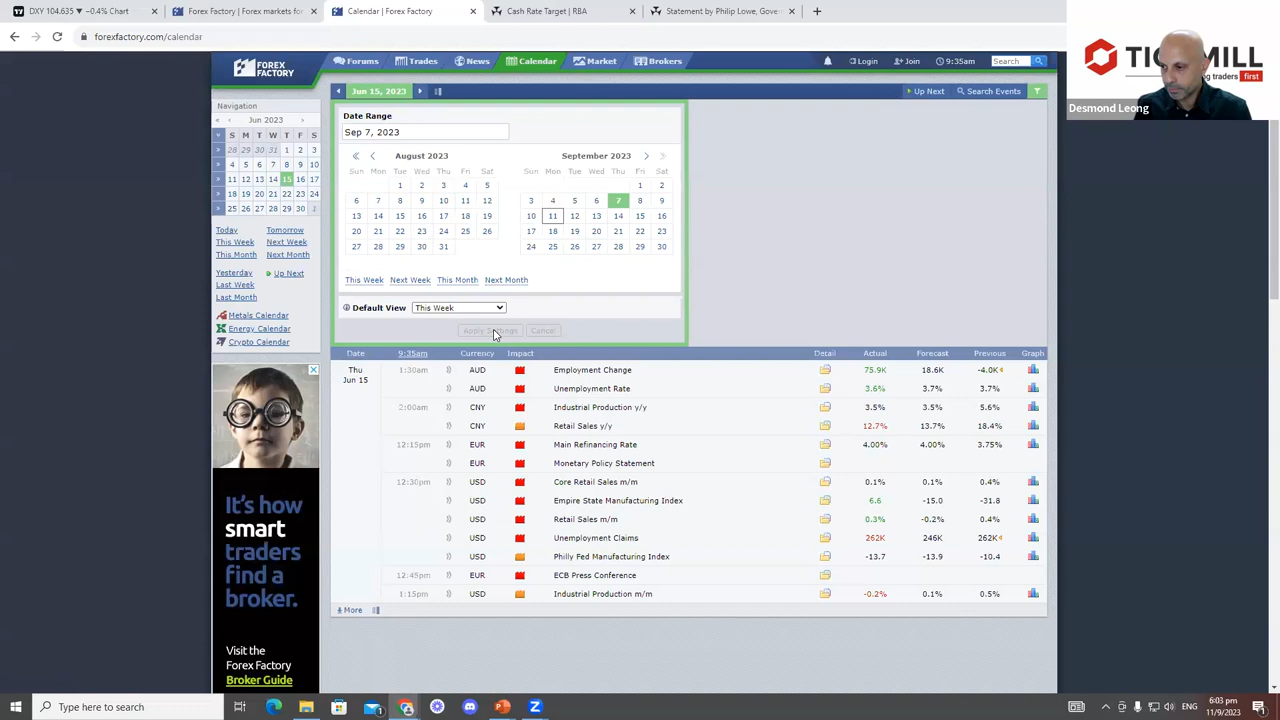 DXY 104.635 ▼ −0.4% Chart
Forex Factory | Forex markets fo
Calendar | Forex Factory
Cash Rate Target | RBA
Statement by Philip Lowe, Gove
forexfactory.com/calendar
FOREX FACTORY
Forums
Trades
News
Calendar
Market
Brokers
Login
Join
9:35am
Search
Jun 15, 2023
Up Next
Search Events
Desmond Leong
TICKMILL
ng traders first
Navigation
Jun 2023
S M T W T F S
28 29 30 31 1 2 3
4 5 6 7 8 9 10
11 12 13 14 15 16 17
18 19 20 21 22 23 24
25 26 27 28 29 30 1
Today Tomorrow
This Week Next Week
This Month Next Month
Yesterday Up Next
Last Week
Last Month
Metals Calendar
Energy Calendar
Crypto Calendar
It's how
smart
traders
find a
broker.
Visit the
Forex Factory
Broker Guide
Date Range
Sep 7, 2023
August 2023
Sun Mon Tue Wed Thu Fri Sat
1 2 3 4 5
6 7 8 9 10 11 12
13 14 15 16 17 18 19
20 21 22 23 24 25 26
27 28 29 30 31
September 2023
Sun Mon Tue Wed Thu Fri Sat
1 2
3 4 5 6 7 8 9
10 11 12 13 14 15 16
17 18 19 20 21 22 23
24 25 26 27 28 29 30
This Week Next Week This Month Next Month
Default View This Week
Apply Settings Cancel
Date 9:35am Currency Impact Detail Actual Forecast Previous Graph
Thu 1:30am AUD Employment Change 75.9K 18.6K -4.0K
Jun 15
AUD Unemployment Rate 3.6% 3.7% 3.7%
2:00am CNY Industrial Production y/y 3.5% 3.5% 5.6%
CNY Retail Sales y/y 12.7% 13.7% 18.4%
12:15pm EUR Main Refinancing Rate 4.00% 4.00% 3.75%
EUR Monetary Policy Statement
12:30pm USD Core Retail Sales m/m 0.1% 0.1% 0.4%
USD Empire State Manufacturing Index 6.6 -15.0 -31.8
USD Retail Sales m/m 0.3% -0.2% 0.4%
USD Unemployment Claims 262K 246K 262K
USD Philly Fed Manufacturing Index -13.7 -13.9 -10.4
12:45pm EUR ECB Press Conference
1:15pm USD Industrial Production m/m -0.2% 0.1% 0.5%
More
Type here to search
6:03 pm
11/9/2023